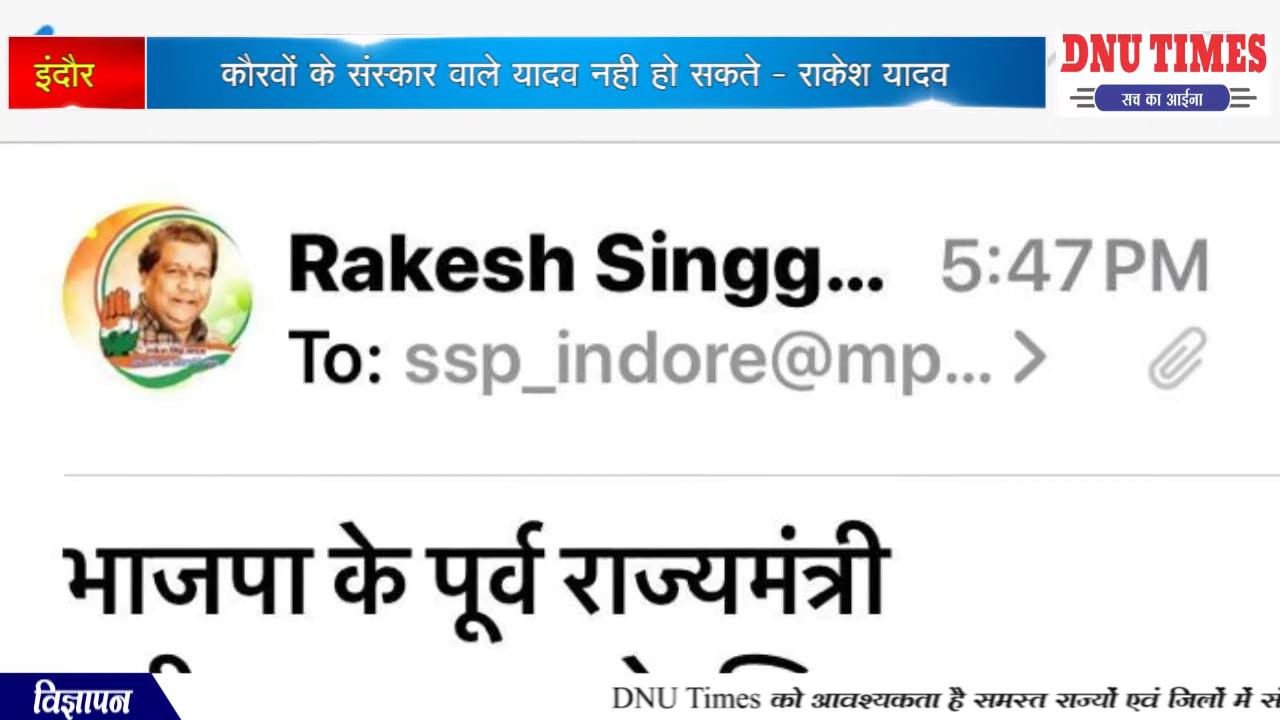 इंदौर
कौरवों के संस्कार वाले यादव नही हो सकते - राकेश यादव
DNU TIMES
सच का आईना
Rakesh Singg...
5:47 PM
To: ssp_indore@mp...
भाजपा के पूर्व राज्यमंत्री
विज्ञापन
DNU Times को आवश्यकता है समस्त राज्यों एवं जिलों में